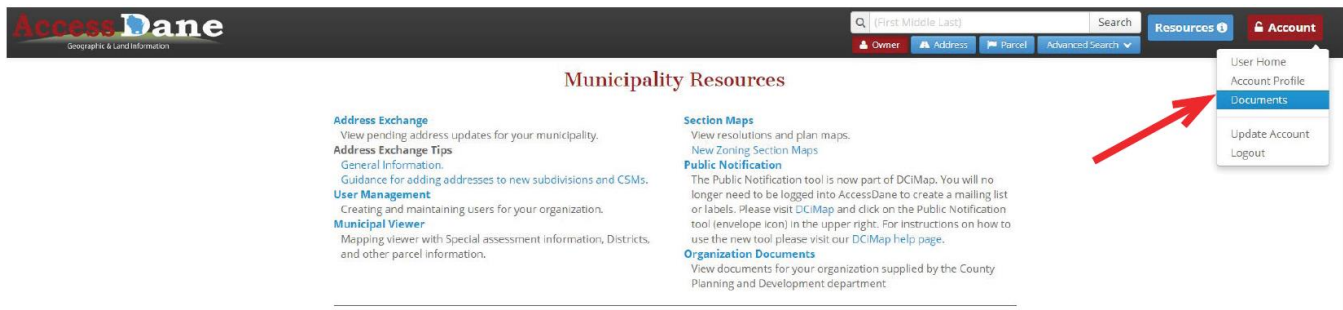 AccessDane
Geographic & Land Information
(First Middle Last)
Search
Owner
Address
Parcel
Advanced Search
Resources
Account
User Home
Account Profile
Documents
Update Account
Logout
Municipality Resources
Address Exchange
View pending address updates for your municipality.
Address Exchange Tips
General Information.
Guidance for adding addresses to new subdivisions and CSMs.
User Management
Creating and maintaining users for your organization.
Municipal Viewer
Mapping viewer with Special assessment information, Districts,
and other parcel information.
Section Maps
View resolutions and plan maps.
New Zoning Section Maps
Public Notification
The Public Notification tool is now part of DCiMap. You will no
longer need to be logged into AccessDane to create a mailing list
or labels. Please visit DCiMap and click on the Public Notification
tool (envelope icon) in the upper right. For instructions on how to
use the new tool please visit our DCiMap help page.
Organization Documents
View documents for your organization supplied by the County
Planning and Development department